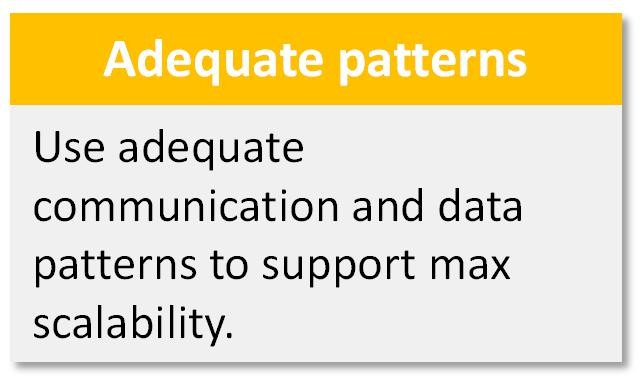 Adequate patterns
Use adequate
communication and data
patterns to support max
scalability.